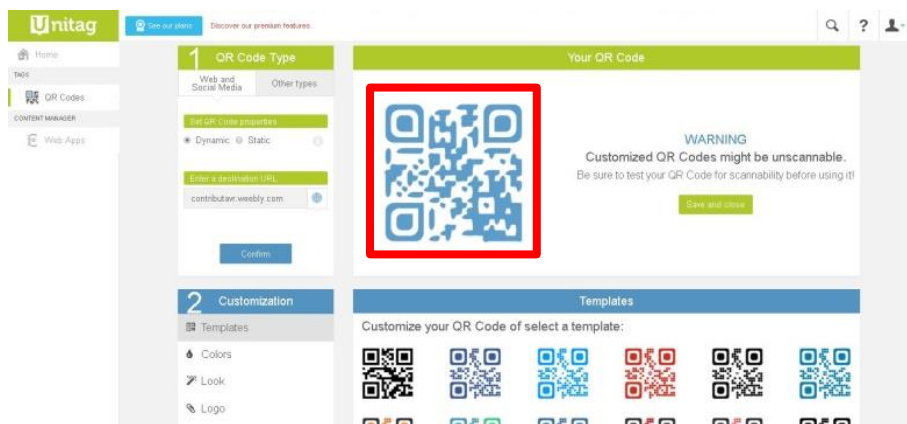 Unitag
See our plans
Discover our premium features.
?
Home
TAGS
QR Codes
CONTENT MANAGER
Web Apps
1 QR Code Type
Web and
Social Media
Other types
Set QR Code properties
Dynamic
Static
Enter a destination URL
contributavr.weebly.com
Confirm
Your QR Code
WARNING
Customized QR Codes might be unscannable.
Be sure to test your QR Code for scannability before using it!
Save and close
2 Customization
Templates
Colors
Look
Logo
Templates
Customize your QR Code of select a template: